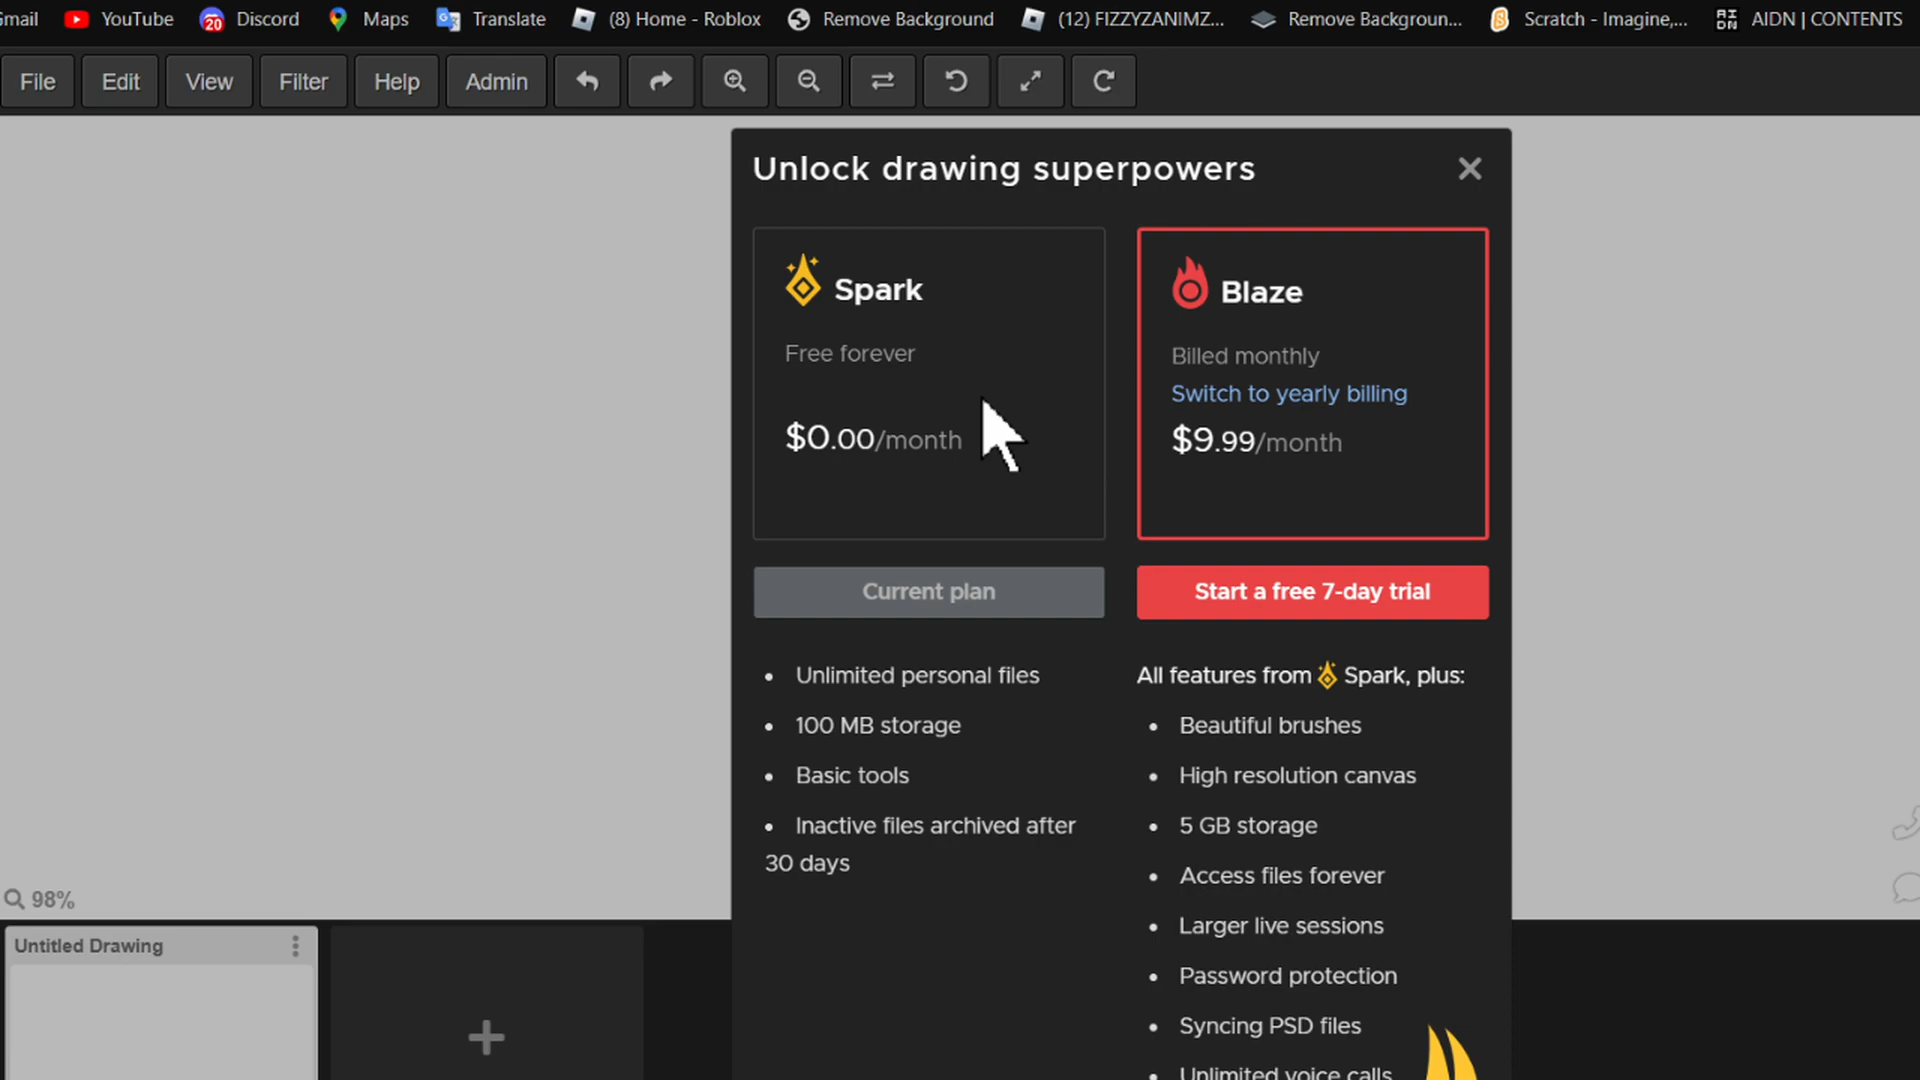 Gmail YouTube 20 Discord Maps Translate (8) Home - Roblox Remove Background (12) FIZZYZANIMZ... Remove Backgroun... Scratch - Imagine,... AIDN | CONTENTS
File Edit View Filter Help Admin
Unlock drawing superpowers
Spark
Free forever
$0.00/month
Current plan
• Unlimited personal files
• 100 MB storage
• Basic tools
• Inactive files archived after
30 days
Blaze
Billed monthly
Switch to yearly billing
$9.99/month
Start a free 7-day trial
All features from Spark, plus:
• Beautiful brushes
• High resolution canvas
• 5 GB storage
• Access files forever
• Larger live sessions
• Password protection
• Syncing PSD files
• Unlimited voice calls
98%
Untitled Drawing